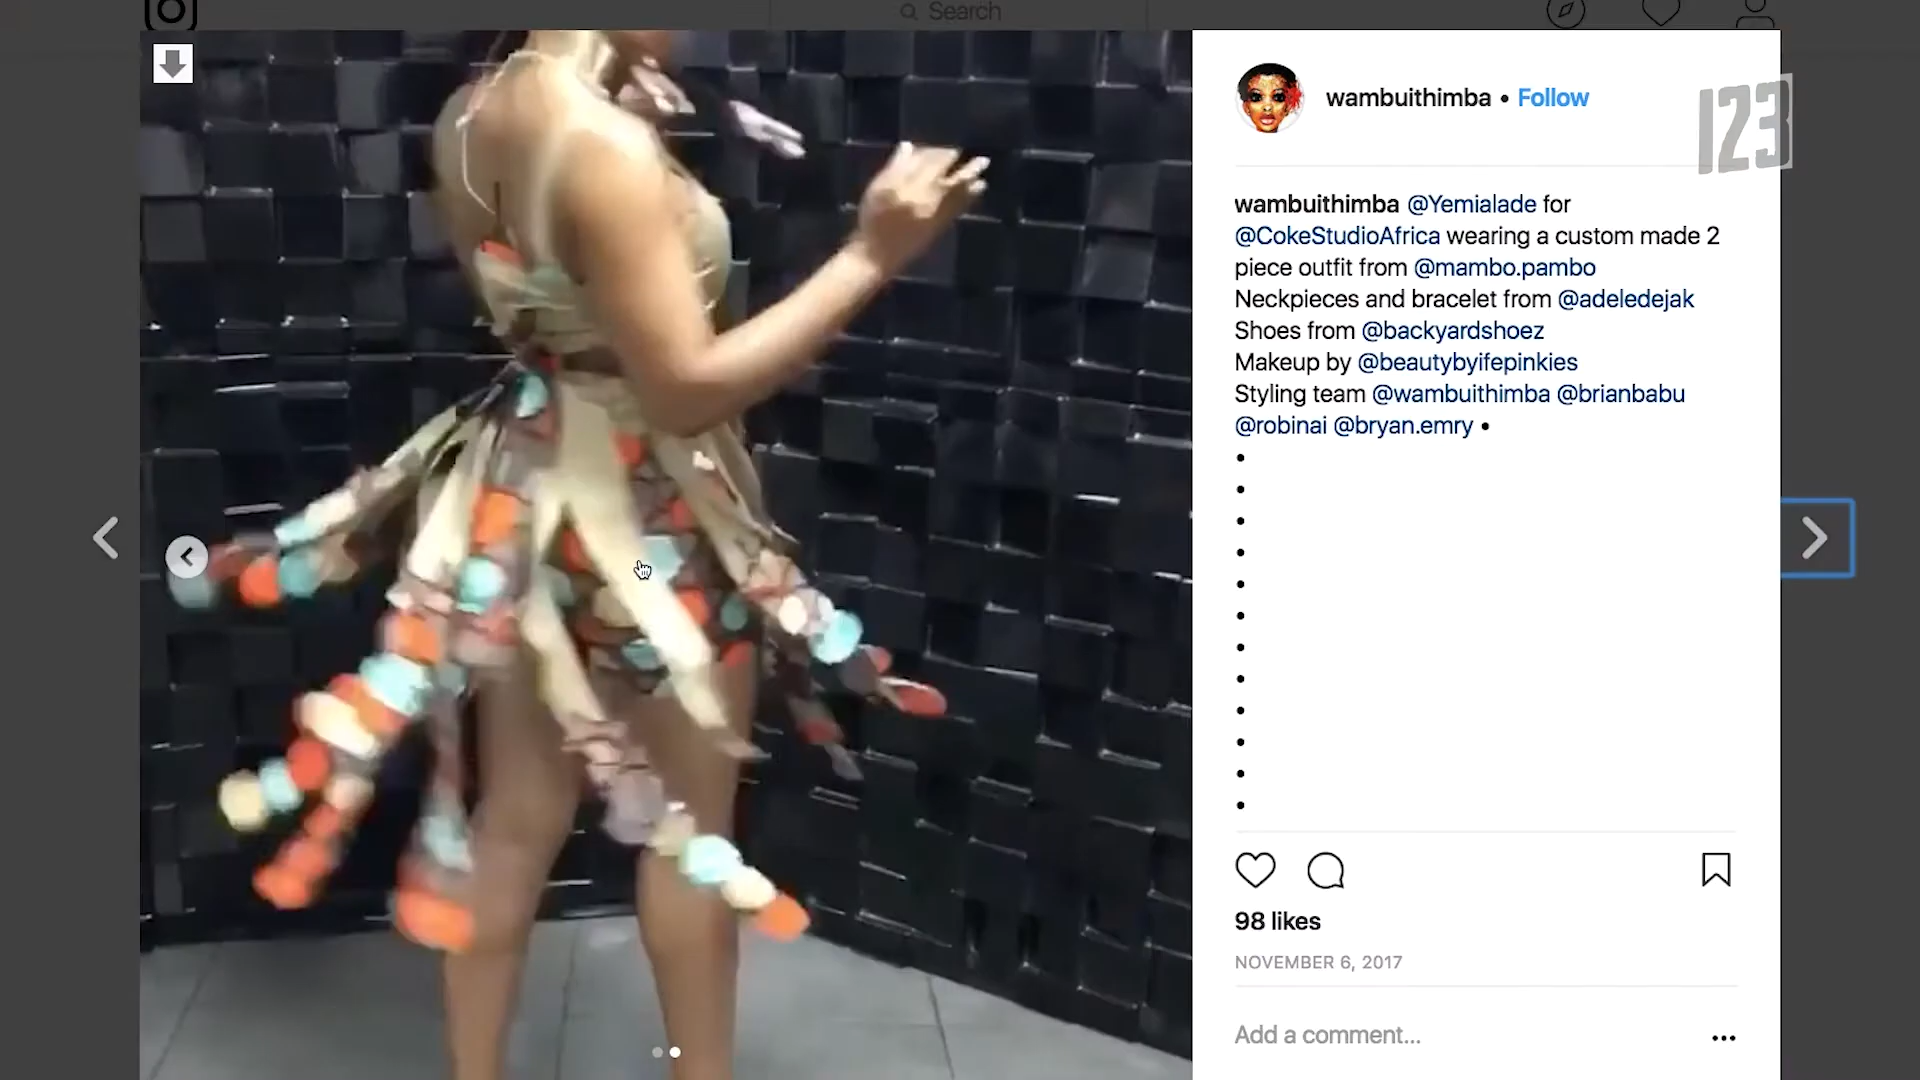 Search
wambuithimba • Follow
123
wambuithimba @Yemialade for
@CokeStudioAfrica wearing a custom made 2
piece outfit from @mambo.pambo
Neckpieces and bracelet from @adeledejak
Shoes from @backyardshoez
Makeup by @beautybyifepinkies
Styling team @wambuithimba @brianbabu
@robinai @bryan.emry •
•
•
•
•
•
•
•
•
•
•
•
•
98 likes
NOVEMBER 6, 2017
Add a comment...